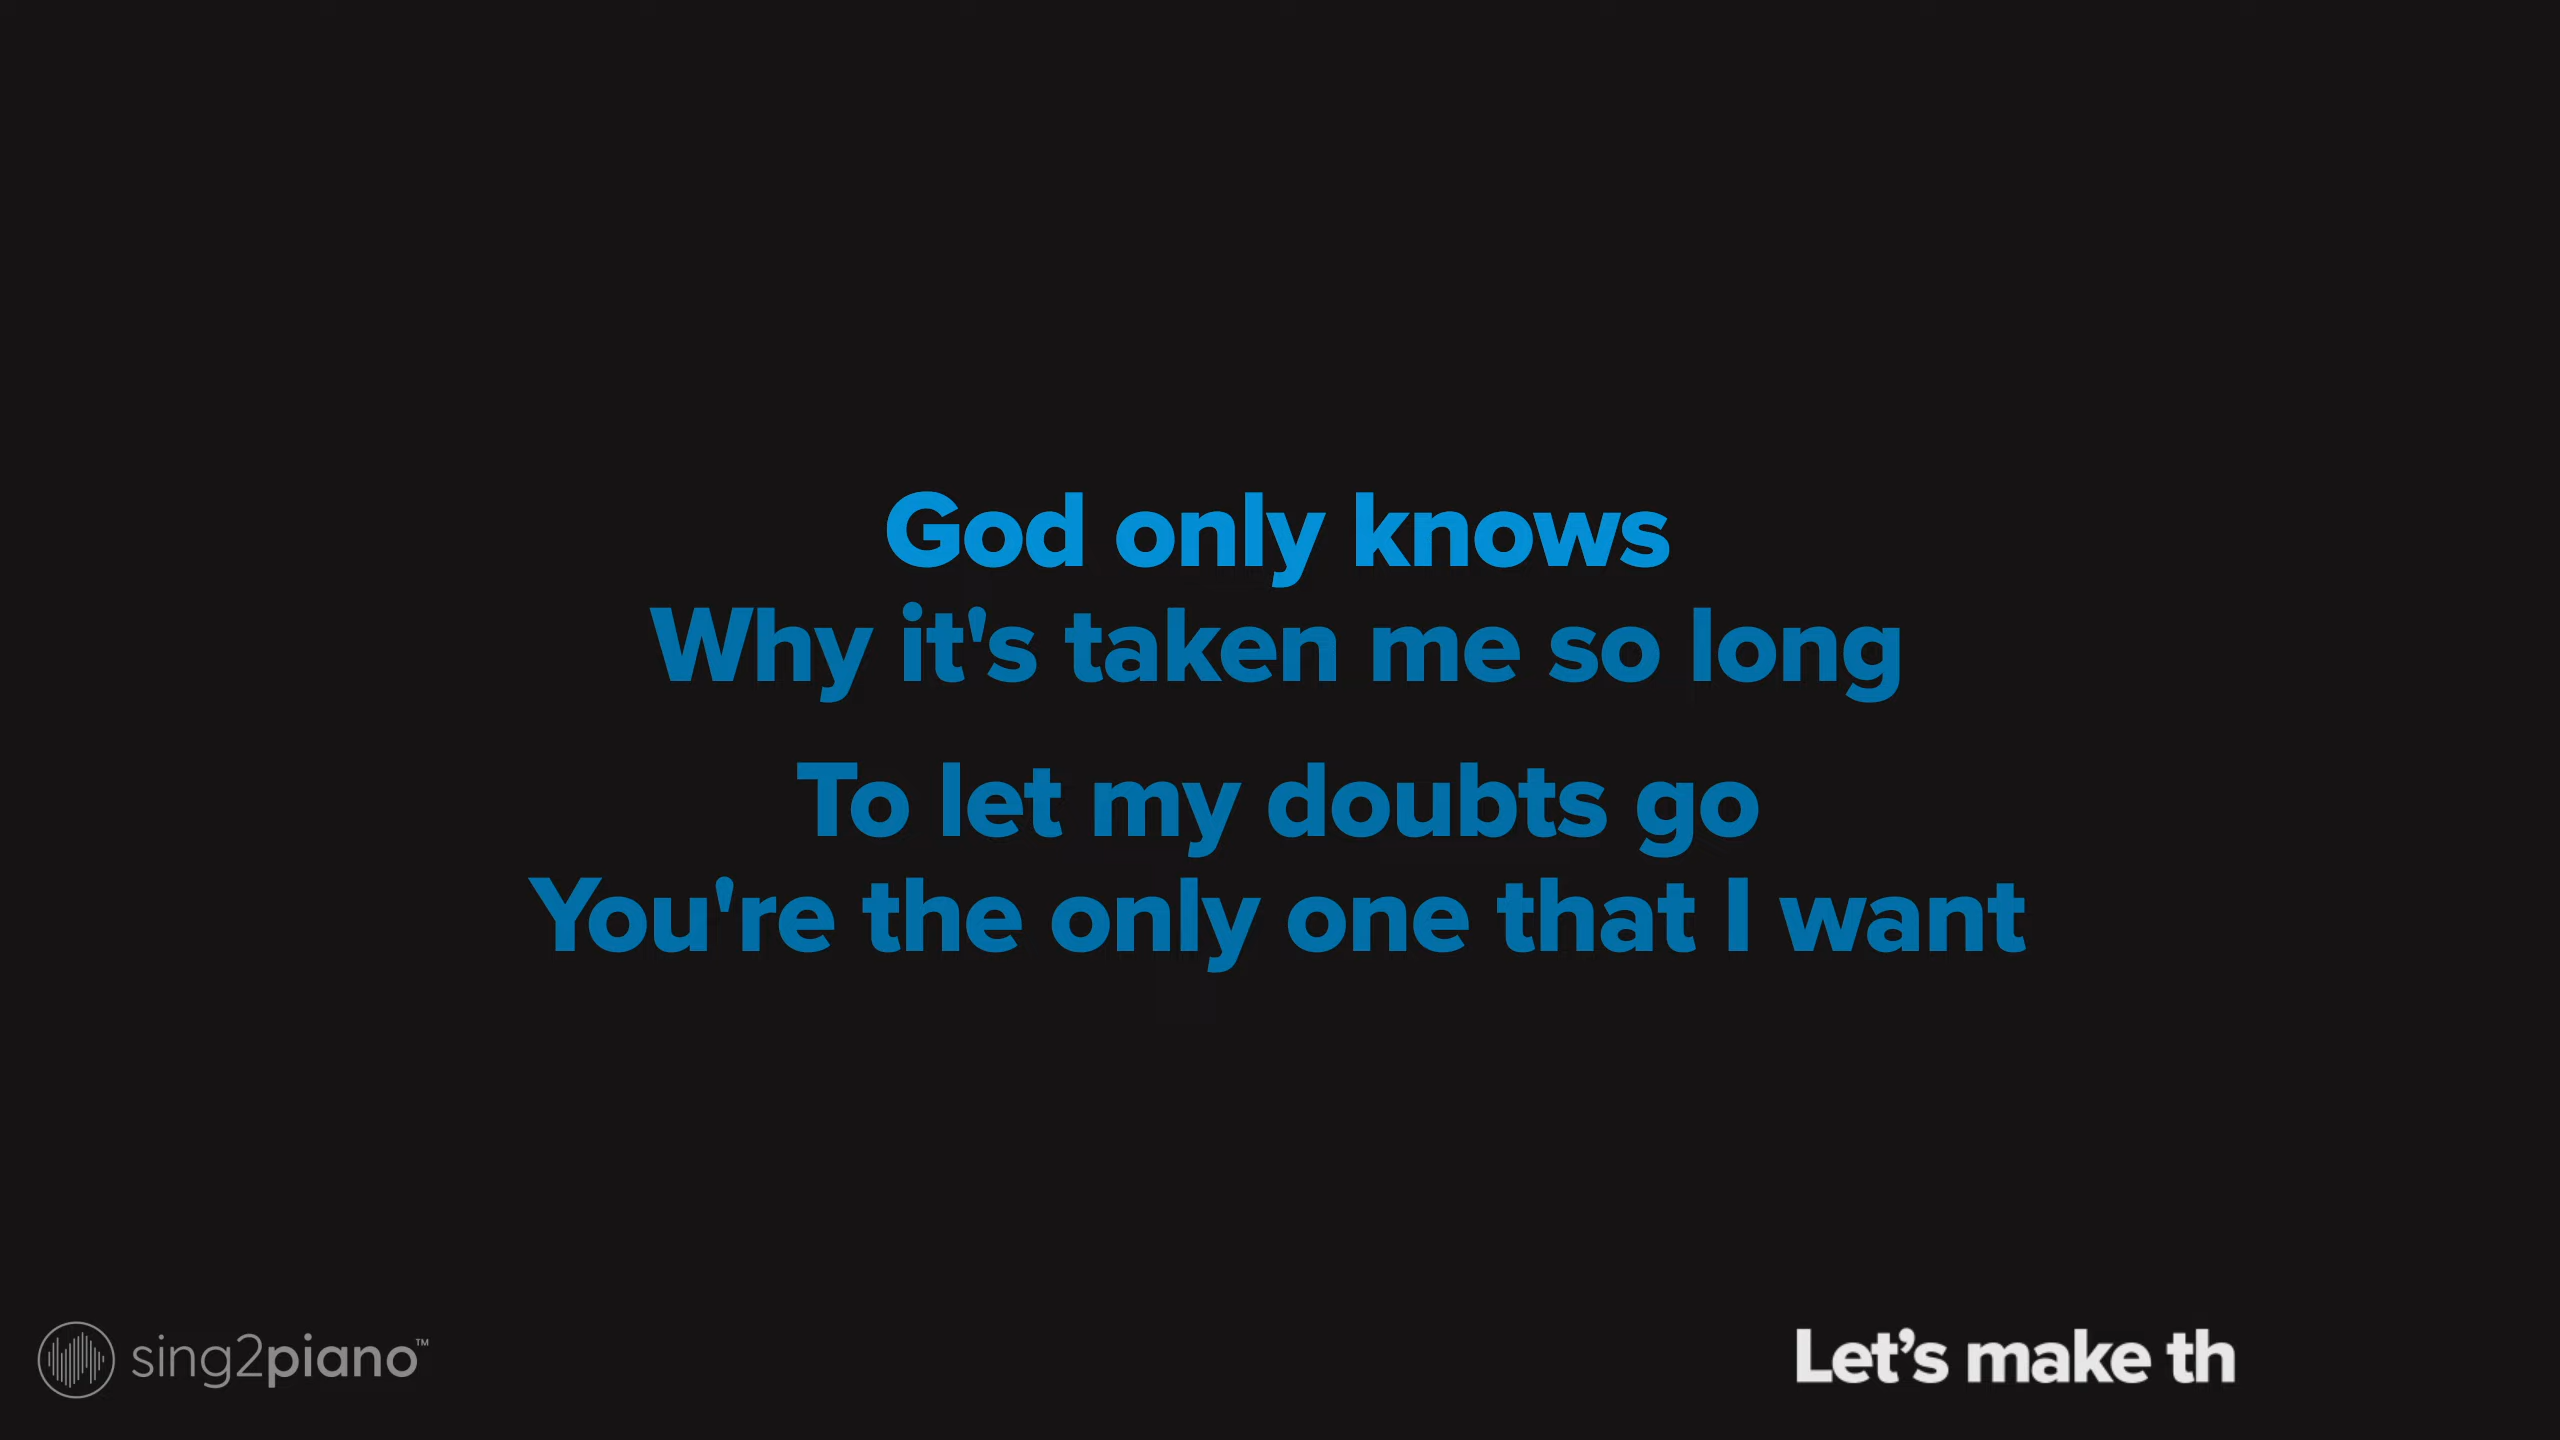 God only knows
Why it's taken me so long
To let my doubts go
You're the only one that I want
sing2piano™
Let’s make th